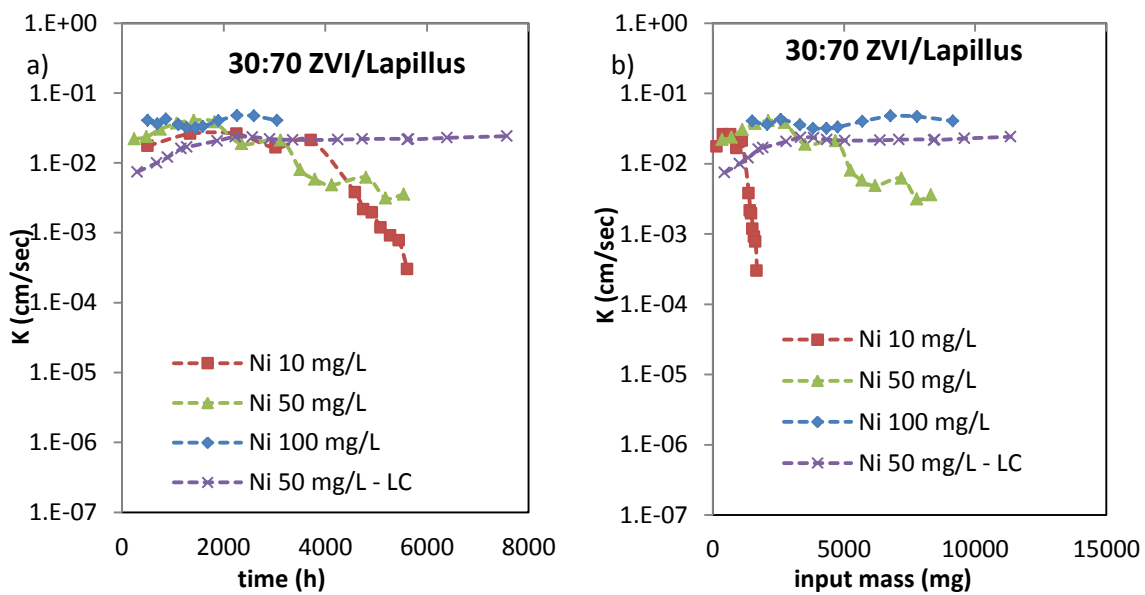 a)
30:70 ZVI/Lapillus
1.E+00
1.E-01
1.E-02
1.E-03
1.E-04
1.E-05
1.E-06
1.E-07
K (cm/sec)
Ni 10 mg/L
Ni 50 mg/L
Ni 100 mg/L
Ni 50 mg/L - LC
0 2000 4000 6000 8000
time (h)
b)
30:70 ZVI/Lapillus
1.E+00
1.E-01
1.E-02
1.E-03
1.E-04
1.E-05
1.E-06
1.E-07
K (cm/sec)
Ni 10 mg/L
Ni 50 mg/L
Ni 100 mg/L
Ni 50 mg/L - LC
0 5000 10000 15000
input mass (mg)